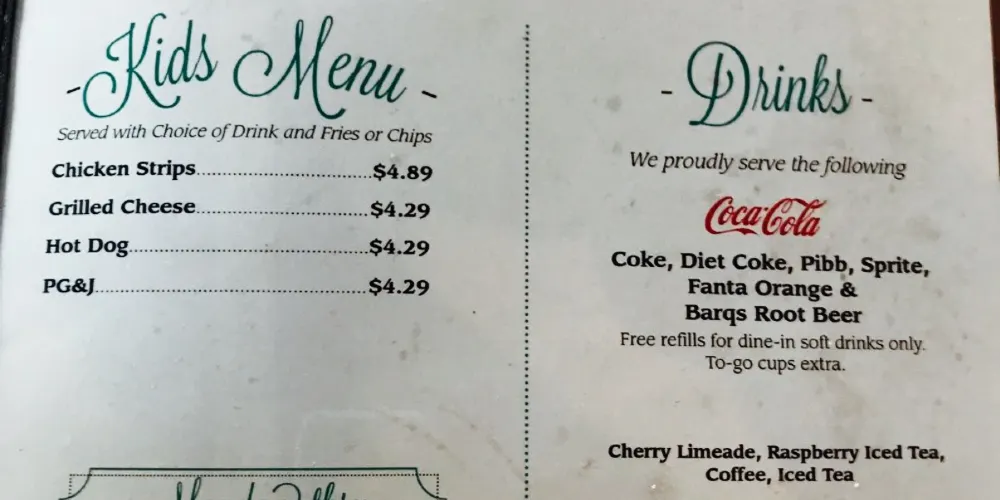 - Kids Menu -
Served with Choice of Drink and Fries or Chips
Chicken Strips..............................$4.89
Grilled Cheese..............................$4.29
Hot Dog..............................$4.29
PG&J..............................$4.29
- Drinks -
We proudly serve the following
Coca-Cola
Coke, Diet Coke, Pibb, Sprite,
Fanta Orange &
Barqs Root Beer
Free refills for dine-in soft drinks only.
To-go cups extra.
Cherry Limeade, Raspberry Iced Tea,
Coffee, Iced Tea